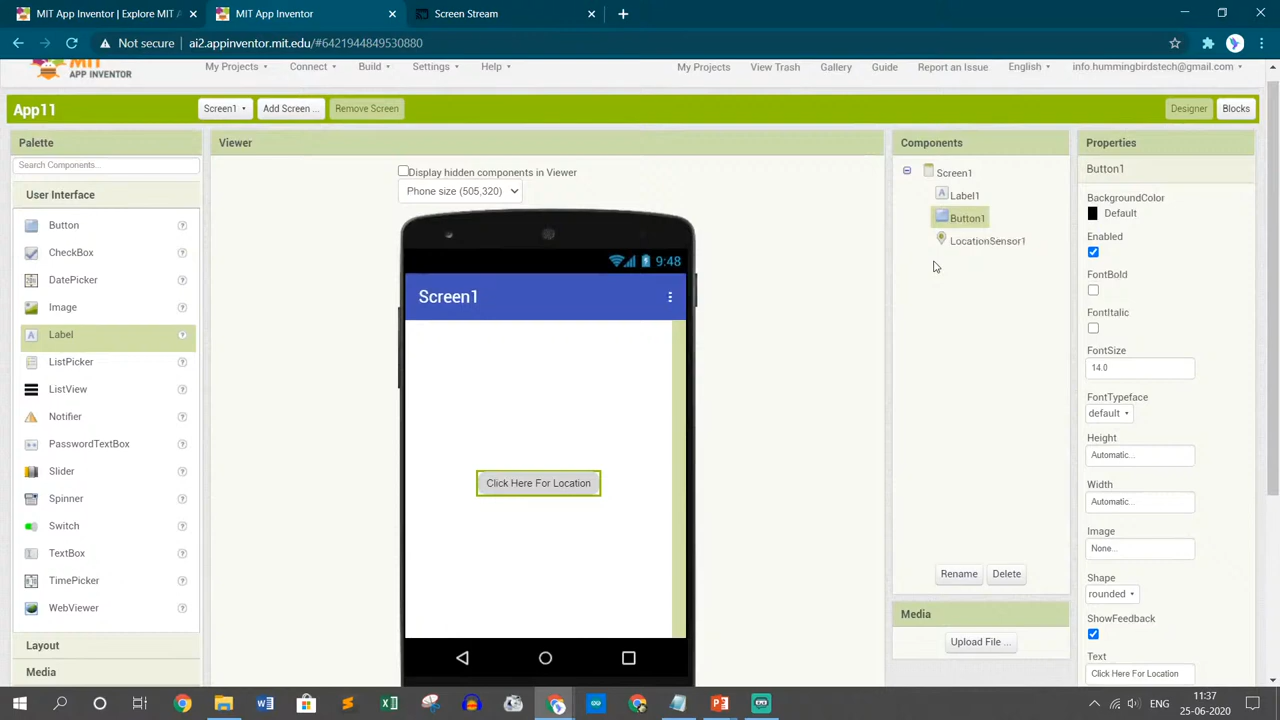 MIT App Inventor | Explore MIT A
MIT App Inventor
Screen Stream
Not secure
ai2.appinventor.mit.edu/#6421944849530880
MIT
APP INVENTOR
My Projects
Connect
Build
Settings
Help
My Projects
View Trash
Gallery
Guide
Report an Issue
English
info.hummingbirdstech@gmail.com
App11
Screen1
Add Screen ...
Remove Screen
Designer
Blocks
Palette
Search Components...
User Interface
Button
CheckBox
DatePicker
Image
Label
ListPicker
ListView
Notifier
PasswordTextBox
Slider
Spinner
Switch
TextBox
TimePicker
WebViewer
Layout
Media
Viewer
Display hidden components in Viewer
Phone size (505,320)
9:48
Screen1
Click Here For Location
Components
Screen1
Label1
Button1
LocationSensor1
Rename
Delete
Media
Upload File ...
Properties
Button1
BackgroundColor
Default
Enabled
FontBold
FontItalic
FontSize
14.0
FontTypeface
default
Height
Automatic...
Width
Automatic...
Image
None...
Shape
rounded
ShowFeedback
Text
Click Here For Location
ENG
11:37
25-06-2020